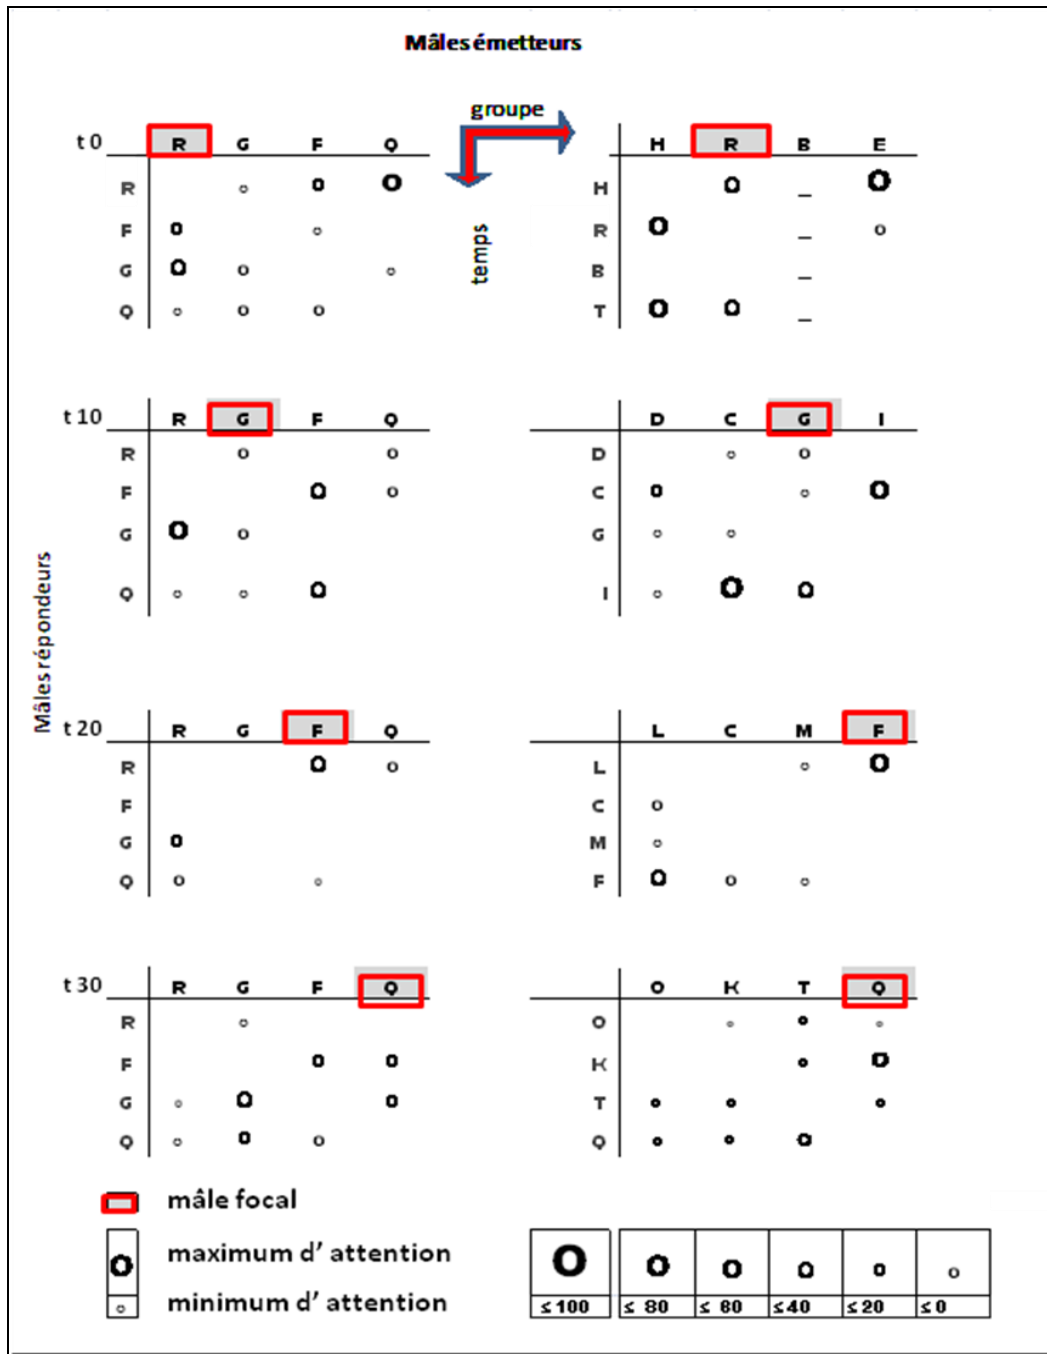 Mâles émetteurs
groupe
temps
Mâles répondeurs
t 0 R G F Q
R o o O
F o o
G o o o
Q o o o
H R B E
H o _ O
R O _ o
B _
T O o _
t 10 R G F Q
R o o
F o o
G O o
Q o o o
D C G I
D o o
C o o O
G o o
I o O o
t 20 R G F Q
R o o
F
G o
Q o o
L C M F
L o O
C o
M o
F o o o
t 30 R G F Q
R o
F o o
G o o o
Q o o o
O K T Q
O o o o
K o o
T o o o
Q o o o
mâle focal
O maximum d' attention
o minimum d' attention
O o o o o o
≤ 100 ≤ 80 ≤ 60 ≤40 ≤ 20 ≤ 0